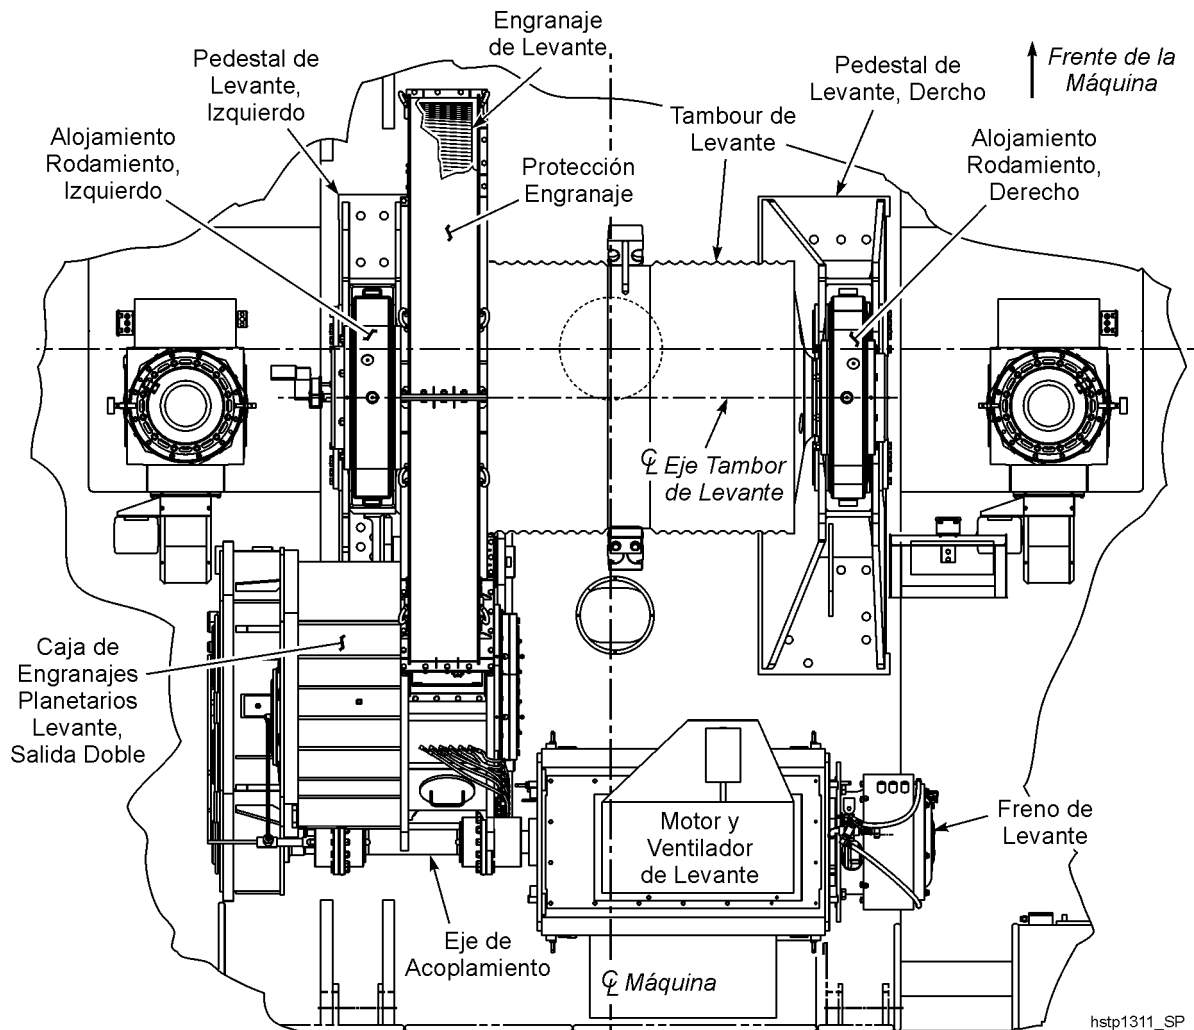 Engranaje
de Levante
Pedestal de
Levante,
Izquierdo
Pedestal de
Levante, Dercho
Frente de la
Máquina
Alojamiento
Rodamiento,
Izquierdo
Tambour de
Levante
Alojamiento
Rodamiento,
Derecho
Protección
Engranaje
℄ Eje Tambor
de Levante
Caja de
Engranajes
Planetarios
Levante,
Salida Doble
Motor y
Ventilador
de Levante
Freno de
Levante
Eje de
Acoplamiento
℄ Máquina
hstp1311_SP